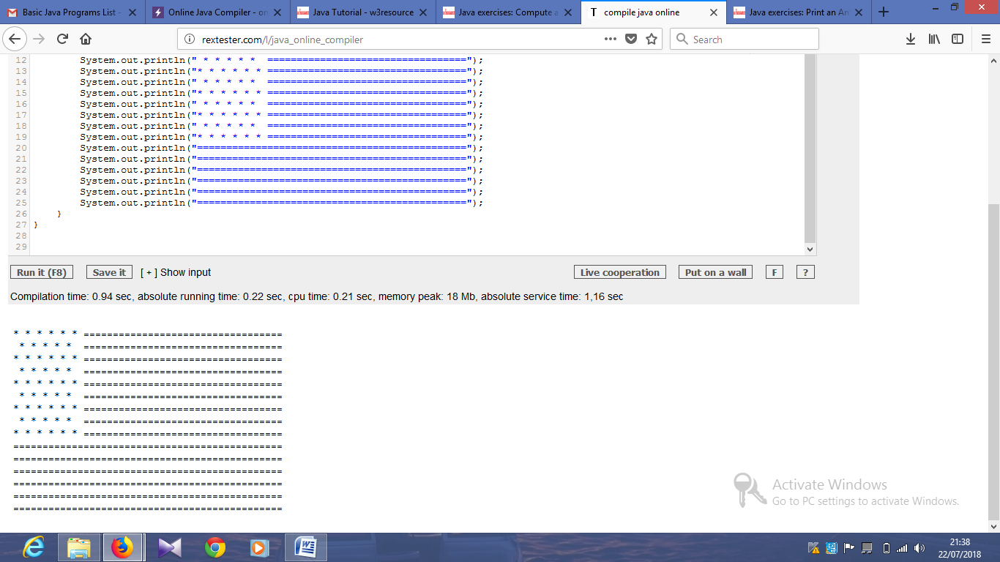 Basic Java Programs List -
Online Java Compiler - on
Java Tutorial - w3resource
Java exercises: Compute a
T compile java online
Java exercises: Print an Am
rextester.com/l/java_online_compiler
Search
12 System.out.println(" * * * * *  ==================================");
13 System.out.println("* * * * * * ==================================");
14 System.out.println(" * * * * *  ==================================");
15 System.out.println("* * * * * * ==================================");
16 System.out.println(" * * * * *  ==================================");
17 System.out.println("* * * * * * ==================================");
18 System.out.println(" * * * * *  ==================================");
19 System.out.println("* * * * * * ==================================");
20 System.out.println("==============================================");
21 System.out.println("==============================================");
22 System.out.println("==============================================");
23 System.out.println("==============================================");
24 System.out.println("==============================================");
25 System.out.println("==============================================");
26 }
27 }
28
29
Run it (F8) Save it [ + ] Show input Live cooperation Put on a wall F ?
Compilation time: 0.94 sec, absolute running time: 0.22 sec, cpu time: 0.21 sec, memory peak: 18 Mb, absolute service time: 1,16 sec
* * * * * * ==================================
 * * * * *  ==================================
* * * * * * ==================================
 * * * * *  ==================================
* * * * * * ==================================
 * * * * *  ==================================
* * * * * * ==================================
 * * * * *  ==================================
* * * * * * ==================================
==============================================
==============================================
==============================================
==============================================
==============================================
==============================================
Activate Windows
Go to PC settings to activate Windows.
21:38
22/07/2018